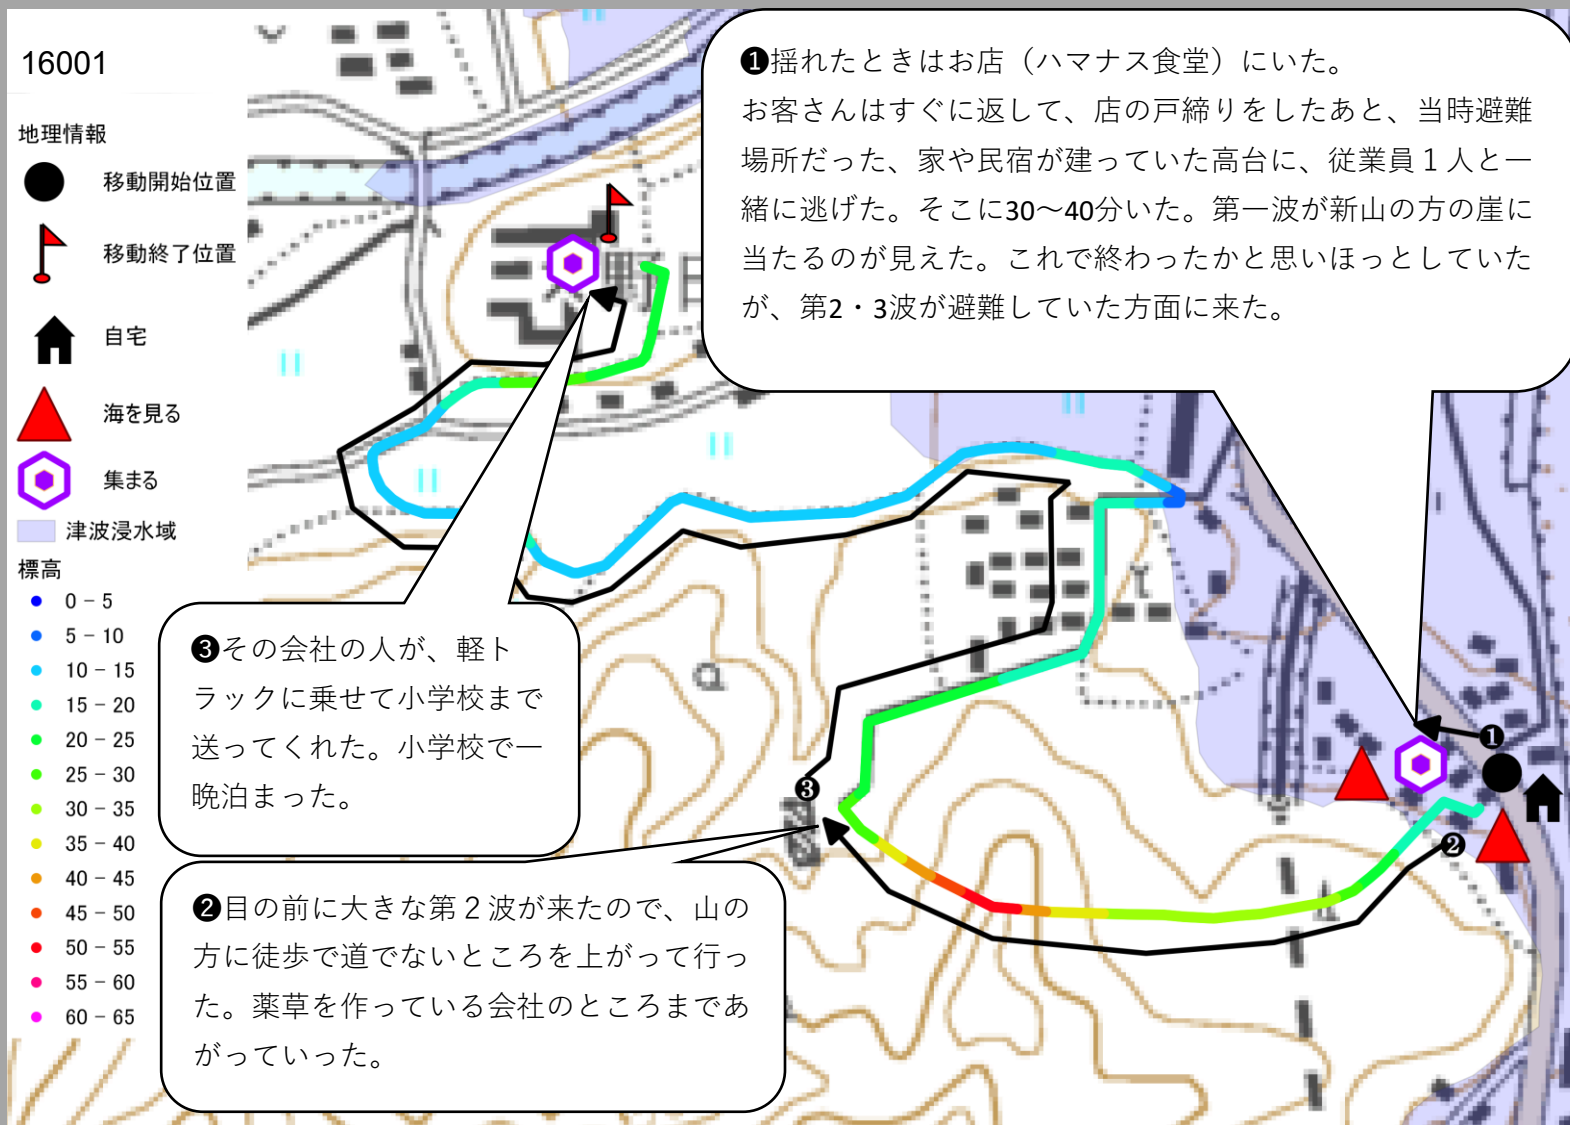 16001
地理情報
移動開始位置
移動終了位置
自宅
海を見る
集まる
津波浸水域
標高
0 – 5
5 – 10
10 – 15
15 – 20
20 – 25
25 – 30
30 – 35
35 – 40
40 – 45
45 – 50
50 – 55
55 – 60
60 – 65
❶揺れたときはお店（ハマナス食堂）にいた。
お客さんはすぐに返して、店の戸締りをしたあと、当時避難
場所だった、家や民宿が建っていた高台に、従業員１人と一
緒に逃げた。そこに30～40分いた。第一波が新山の方の崖に
当たるのが見えた。これで終わったかと思いほっとしていた
が、第2・3波が避難していた方面に来た。
❸その会社の人が、軽ト
ラックに乗せて小学校まで
送ってくれた。小学校で一
晩泊まった。
❷目の前に大きな第２波が来たので、山の
方に徒歩で道でないところを上がって行っ
た。薬草を作っている会社のところまであ
がっていった。
❶
❸
❷